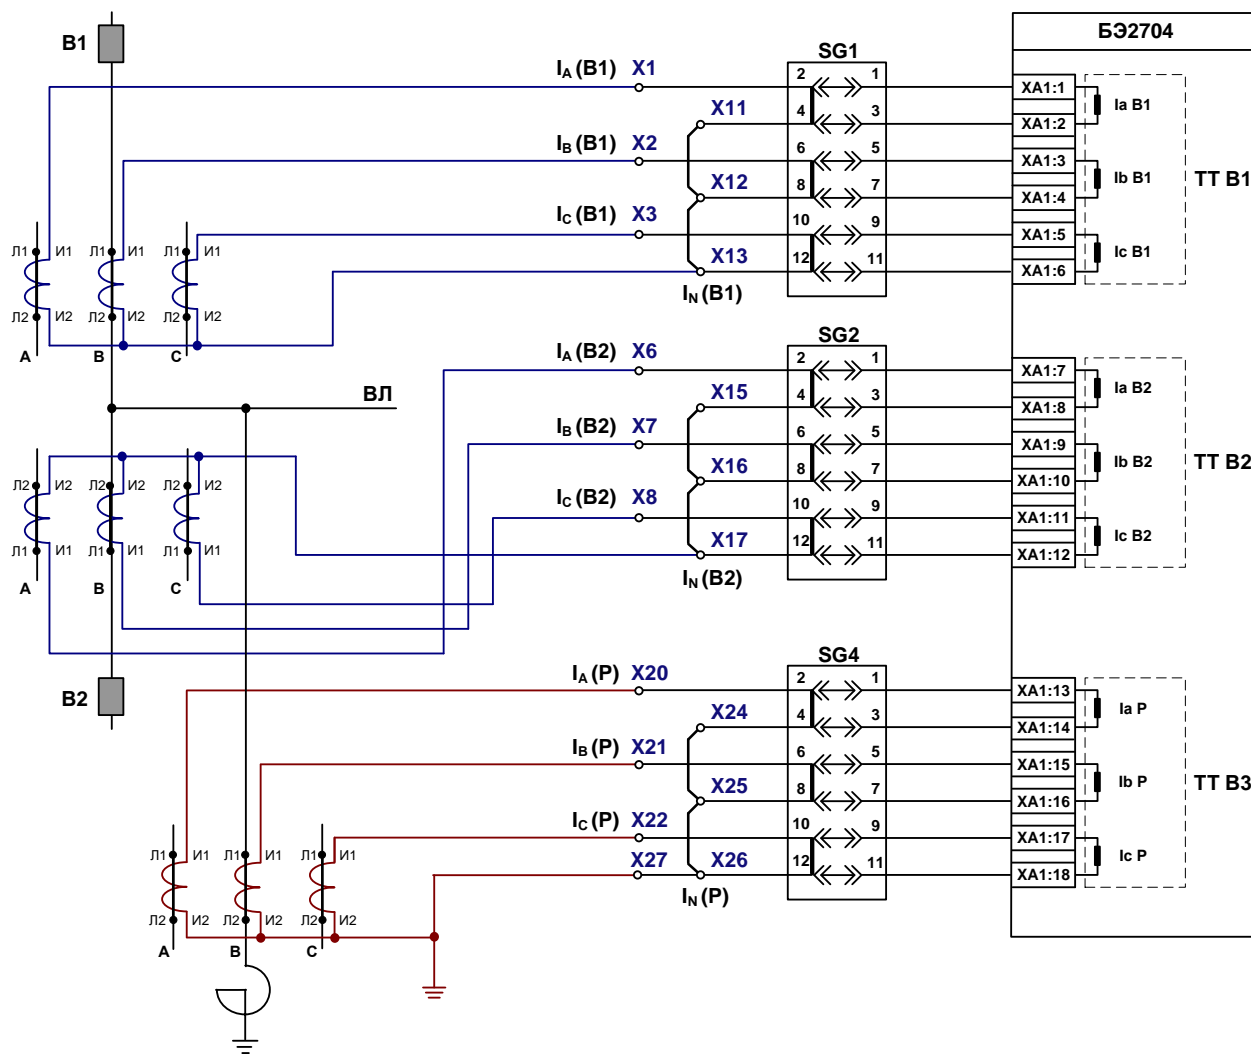 БЭ2704
В1
SG1
IA (В1) X1
2 1
XA1:1
Ia В1
X11
4 3
XA1:2
IB (В1) X2
6 5
XA1:3
Ib В1
ТТ В1
X12
8 7
XA1:4
IC (В1) X3
10 9
XA1:5
Ic В1
X13
12 11
XA1:6
IN (В1)
Л1 И1 Л1 И1 Л1 И1
Л2 И2 Л2 И2 Л2 И2
А В С
SG2
IA (В2) X6
2 1
XA1:7
Ia В2
ВЛ
X15
4 3
XA1:8
IB (В2) X7
6 5
XA1:9
Ib В2
ТТ В2
X16
8 7
XA1:10
IC (В2) X8
10 9
XA1:11
Ic В2
X17
12 11
XA1:12
IN (В2)
Л2 И2 Л2 И2 Л2 И2
Л1 И1 Л1 И1 Л1 И1
А В С
В2
SG4
IA (Р) X20
2 1
XA1:13
Ia Р
X24
4 3
XA1:14
IB (Р) X21
6 5
XA1:15
Ib Р
ТТ В3
X25
8 7
XA1:16
IC (Р) X22
10 9
XA1:17
Ic Р
X27 X26
12 11
XA1:18
IN (Р)
Л1 И1 Л1 И1 Л1 И1
Л2 И2 Л2 И2 Л2 И2
А В С